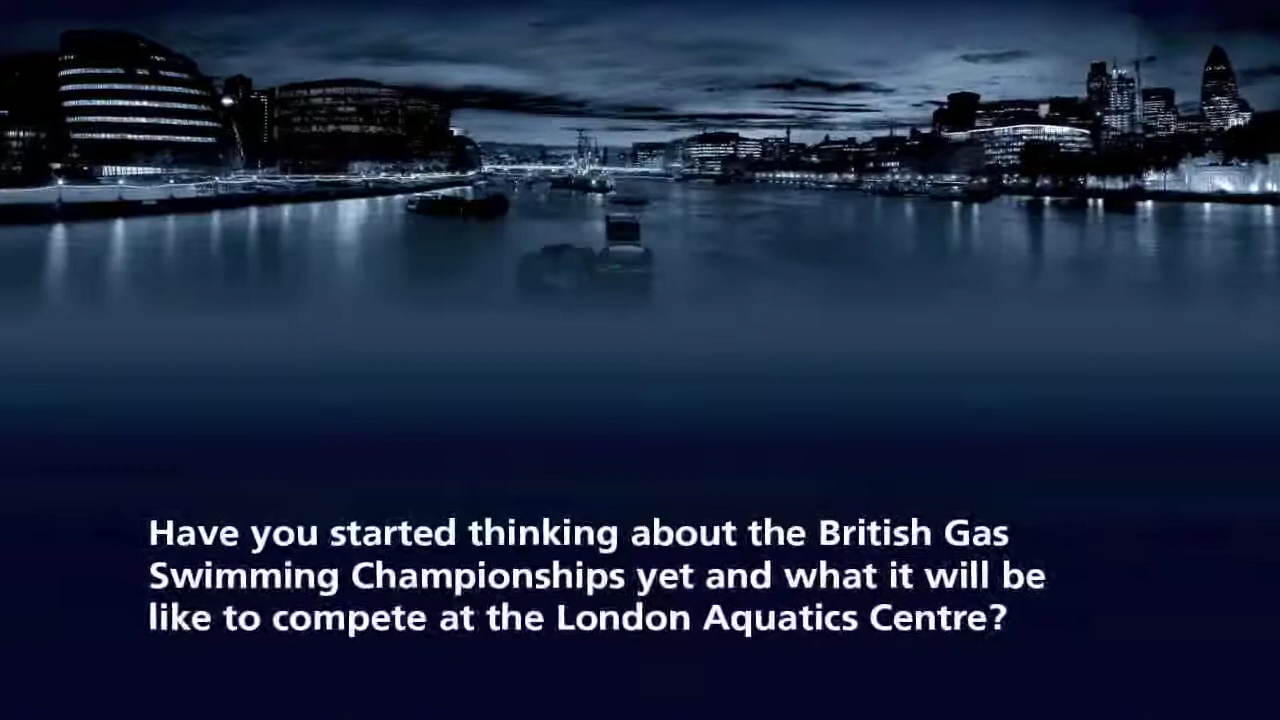 Have you started thinking about the British Gas
Swimming Championships yet and what it will be
like to compete at the London Aquatics Centre?